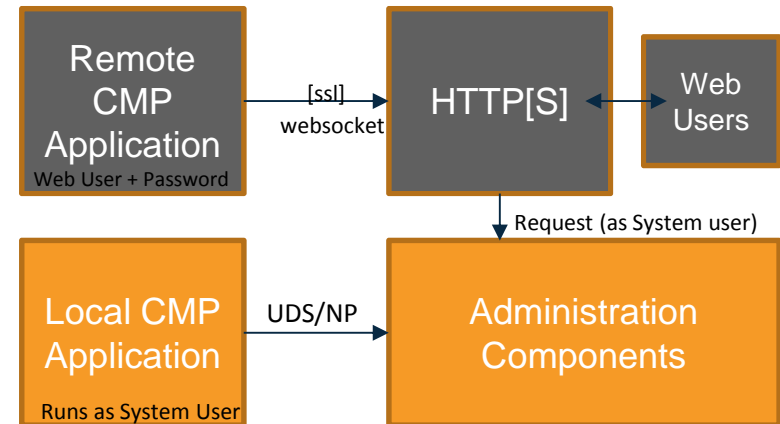 Remote
CMP
Application
Web User + Password
[ssl]
websocket
HTTP[S]
Web
Users
Request (as System user)
Local CMP
Application
Runs as System User
UDS/NP
Administration
Components